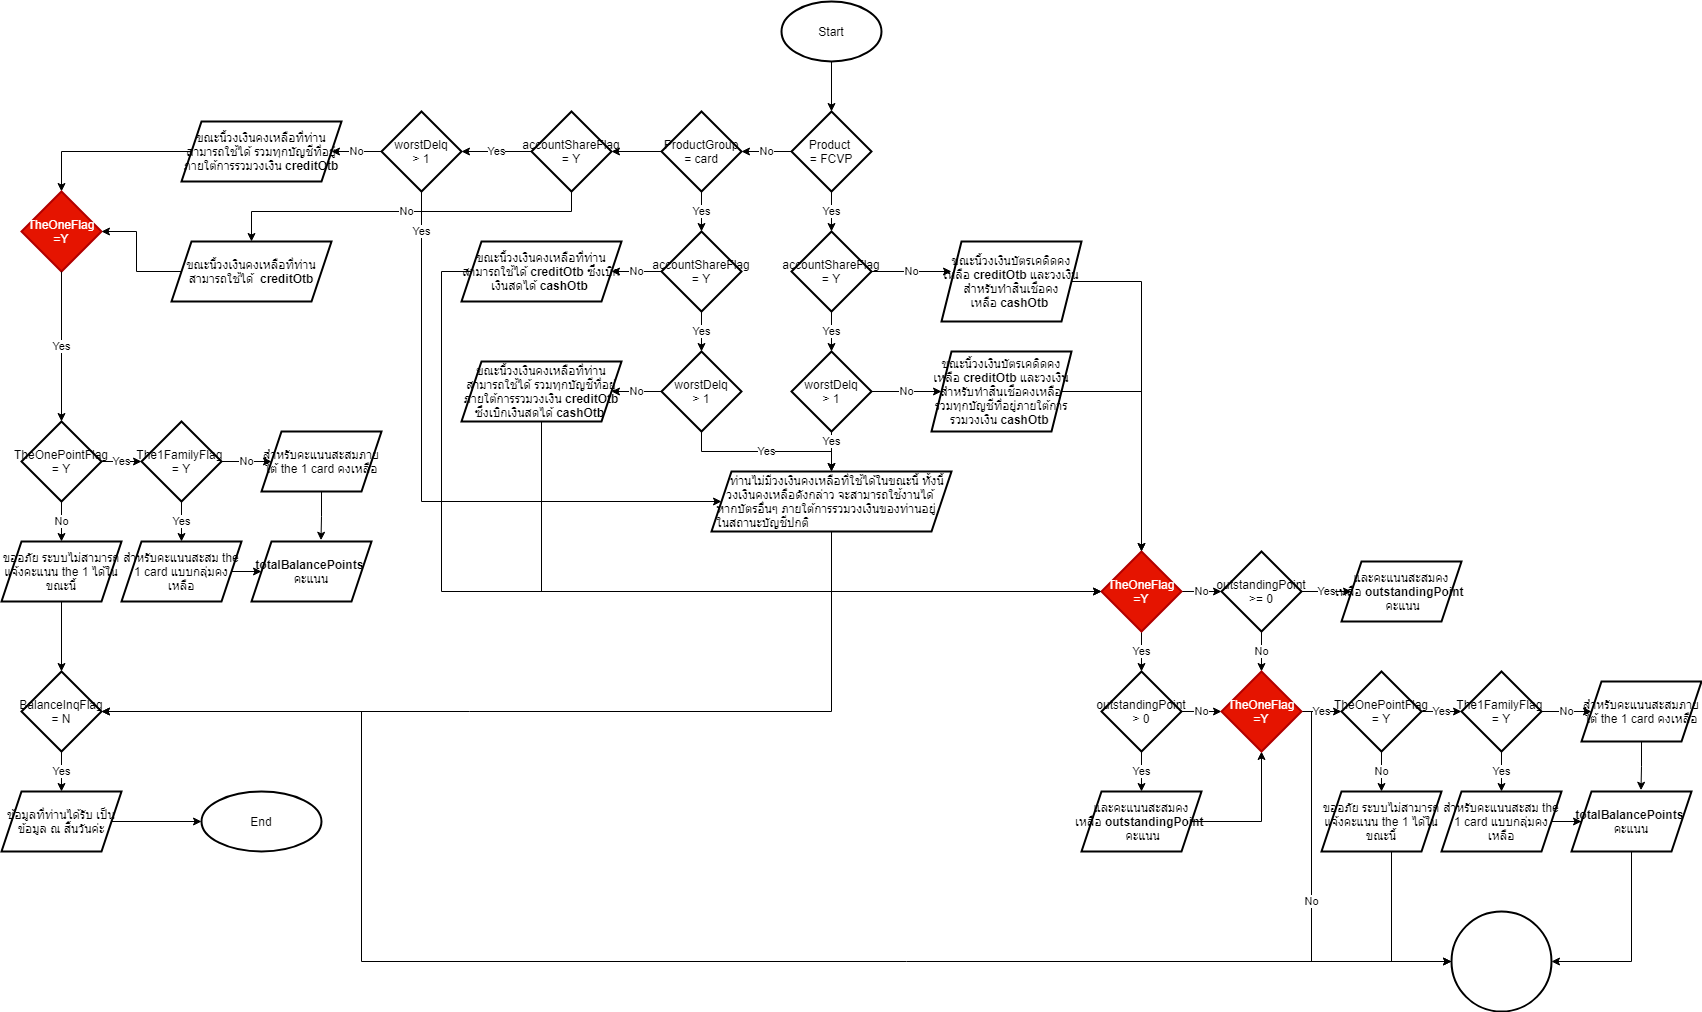 Start
Product
= FCVP
No
ProductGroup
= card
accountShareFlag
= Y
Yes
worstDelq
> 1
No
ขณะนี้วงเงินคงเหลือที่ท่าน
สามารถใช้ได้ รวมทุกบัญชีที่อยู่
ภายใต้การรวมวงเงิน creditOtb
TheOneFlag
=Y
No
Yes
Yes
Yes
ขณะนี้วงเงินคงเหลือที่ท่าน
สามารถใช้ได้ creditOtb
ขณะนี้วงเงินคงเหลือที่ท่าน
สามารถใช้ได้ creditOtb ซึ่งเบิก
เงินสดได้ cashOtb
No
accountShareFlag
= Y
accountShareFlag
= Y
No
ขณะนี้วงเงินบัตรเคดิตคง
เหลือ creditOtb และวงเงิน
สำหรับทำสินเชื่อคง
เหลือ cashOtb
Yes
Yes
Yes
ขณะนี้วงเงินคงเหลือที่ท่าน
สามารถใช้ได้ รวมทุกบัญชีที่อยู่
ภายใต้การรวมวงเงิน creditOtb
ซึ่งเบิกเงินสดได้ cashOtb
No
worstDelq
> 1
worstDelq
> 1
No
ขณะนี้วงเงินบัตรเคดิตคง
เหลือ creditOtb และวงเงิน
สำหรับทำสินเชื่อคงเหลือ
รวมทุกบัญชีที่อยู่ภายใต้การ
รวมวงเงิน cashOtb
Yes
Yes
ท่านไม่มีวงเงินคงเหลือที่ใช้ได้ในขณะนี้ ทั้งนี้
วงเงินคงเหลือดังกล่าว จะสามารถใช้งานได้
หากบัตรอื่นๆ ภายใต้การรวมวงเงินของท่านอยู่
ในสถานะบัญชีปกติ
TheOnePointFlag
= Y
Yes
The1FamilyFlag
= Y
No
สำหรับคะแนนสะสมภาย
ใต้ the 1 card คงเหลือ
No
Yes
ขออภัย ระบบไม่สามารถ
แจ้งคะแนน the 1 ได้ใน
ขณะนี้
สำหรับคะแนนสะสม the
1 card แบบกลุ่มคง
เหลือ
totalBalancePoints
คะแนน
TheOneFlag
=Y
No
outstandingPoint
>= 0
Yes
และคะแนนสะสมคง
เหลือ outstandingPoint
คะแนน
Yes
No
BalanceInqFlag
= N
outstandingPoint
> 0
No
TheOneFlag
=Y
Yes
TheOnePointFlag
= Y
Yes
The1FamilyFlag
= Y
No
สำหรับคะแนนสะสมภาย
ใต้ the 1 card คงเหลือ
Yes
Yes
No
Yes
ข้อมูลที่ท่านได้รับ เป็น
ข้อมูล ณ สิ้นวันค่ะ
End
และคะแนนสะสมคง
เหลือ outstandingPoint
คะแนน
ขออภัย ระบบไม่สามารถ
แจ้งคะแนน the 1 ได้ใน
ขณะนี้
สำหรับคะแนนสะสม the
1 card แบบกลุ่มคง
เหลือ
totalBalancePoints
คะแนน
No